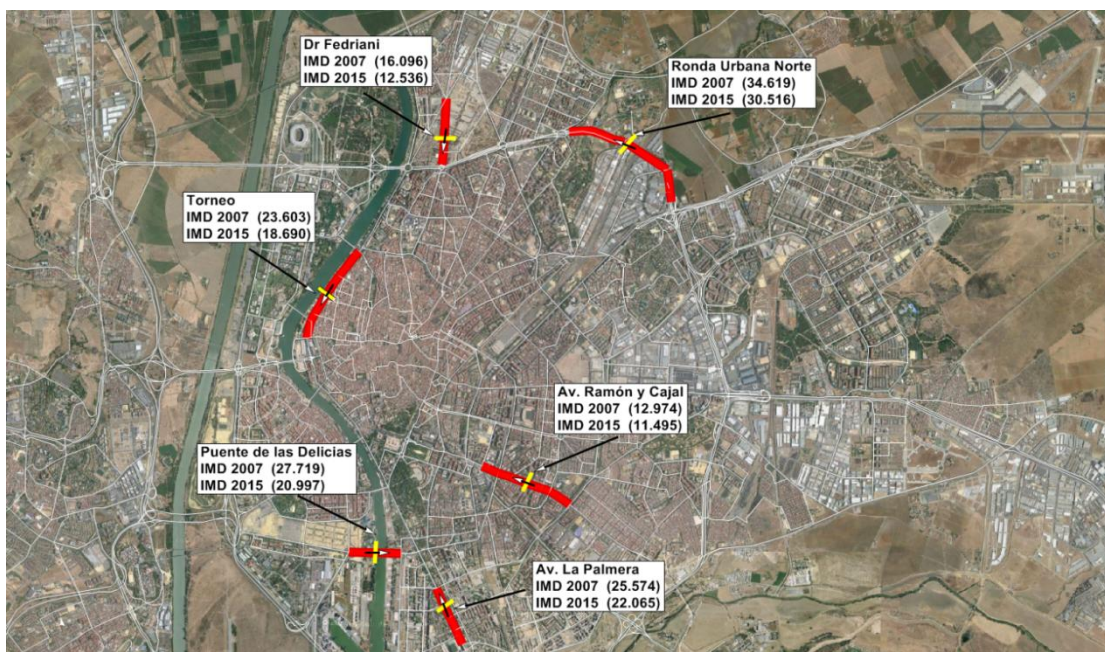 Dr Fedriani
IMD 2007 (16.096)
IMD 2015 (12.536)
Ronda Urbana Norte
IMD 2007 (34.619)
IMD 2015 (30.516)
Torneo
IMD 2007 (23.603)
IMD 2015 (18.690)
Av. Ramón y Cajal
IMD 2007 (12.974)
IMD 2015 (11.495)
Puente de las Delicias
IMD 2007 (27.719)
IMD 2015 (20.997)
Av. La Palmera
IMD 2007 (25.574)
IMD 2015 (22.065)